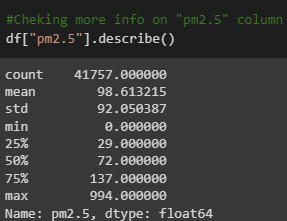 #Cheking more info on "pm2.5" column
df["pm2.5"].describe()
count    41757.000000
mean        98.613215
std         92.050387
min          0.000000
25%         29.000000
50%         72.000000
75%        137.000000
max        994.000000
Name: pm2.5, dtype: float64